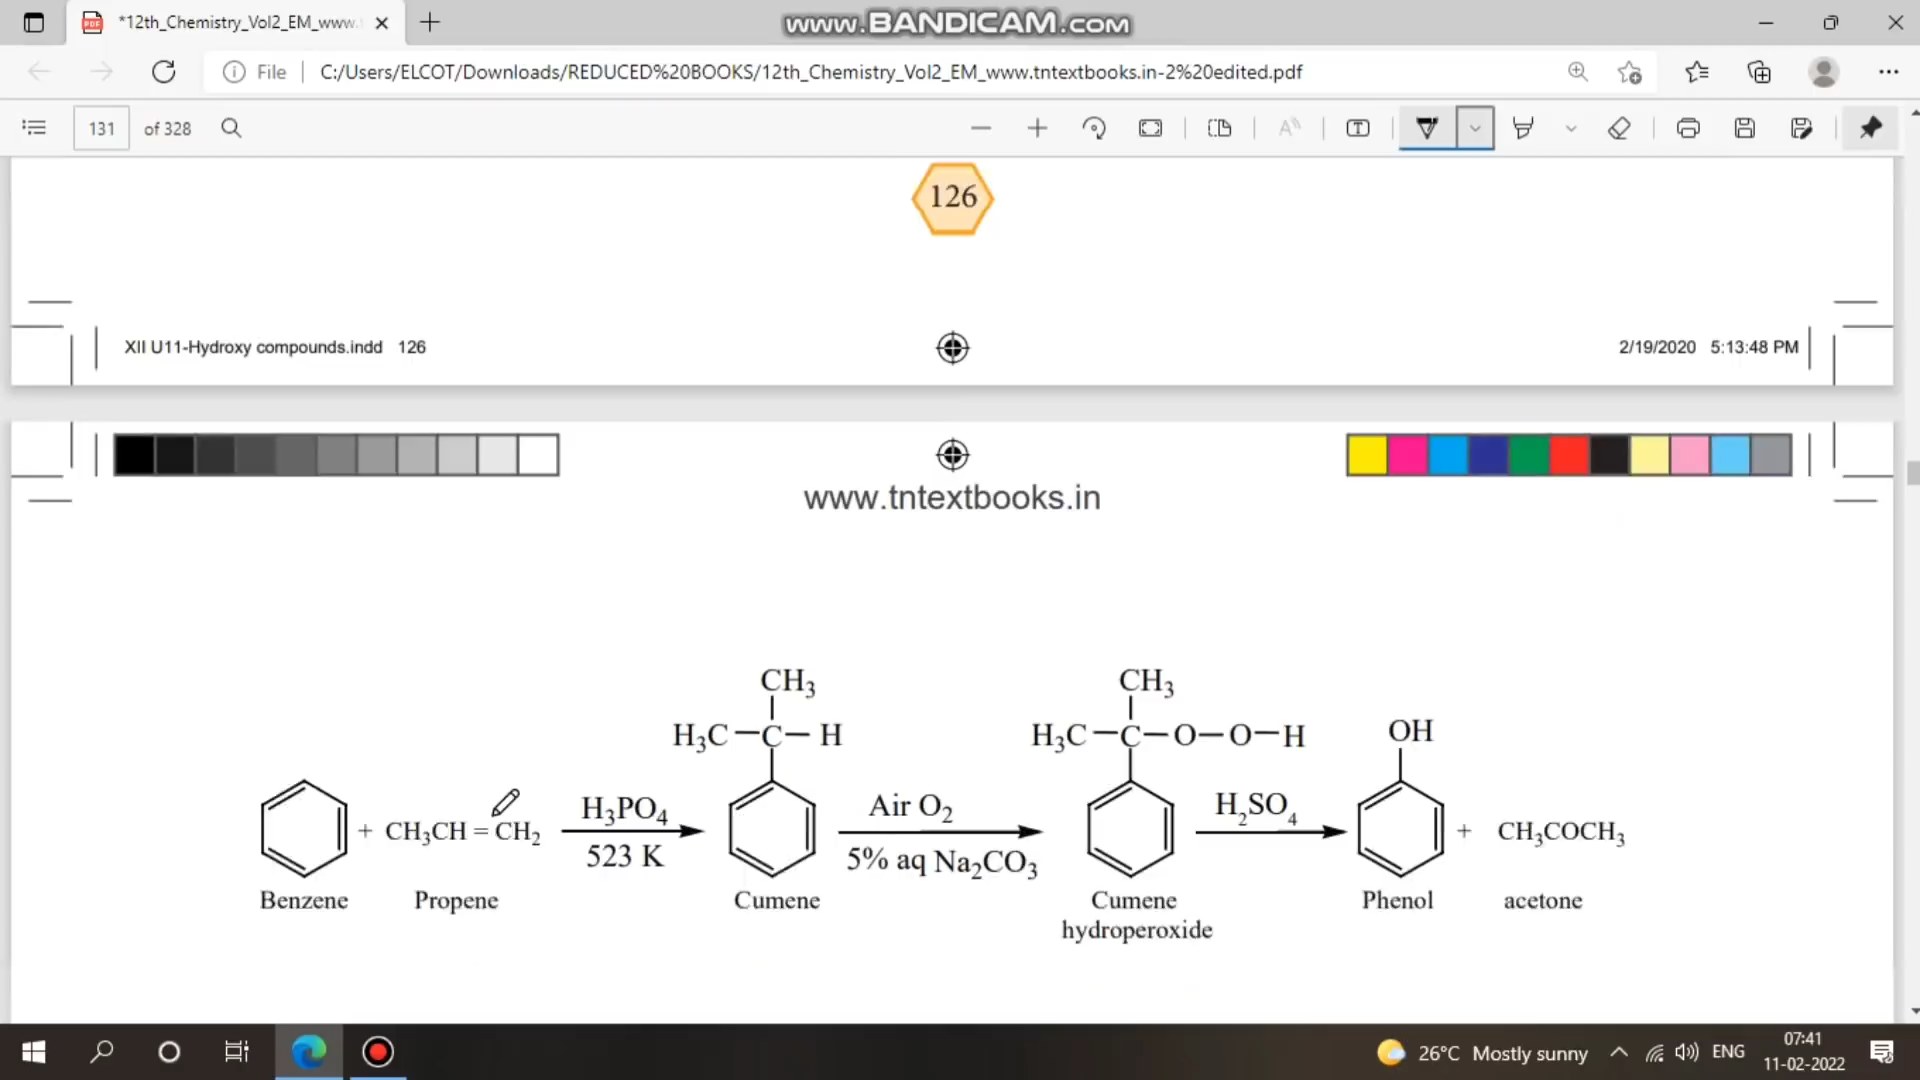 www.BANDICAM.com
*12th_Chemistry_Vol2_EM_www.
File
C:/Users/ELCOT/Downloads/REDUCED%20BOOKS/12th_Chemistry_Vol2_EM_www.tntextbooks.in-2%20edited.pdf
131 of 328
126
XII U11-Hydroxy compounds.indd 126
2/19/2020 5:13:48 PM
www.tntextbooks.in
CH₃ CH₃
H₃C—C—H H₃C—C—O—O—H OH
H₃PO₄ Air O₂ H₂SO₄
+ CH₃CH = CH₂ + CH₃COCH₃
523 K 5% aq Na₂CO₃
Benzene Propene Cumene Cumene Phenol acetone
hydroperoxide
26°C Mostly sunny ENG 07:41
11-02-2022